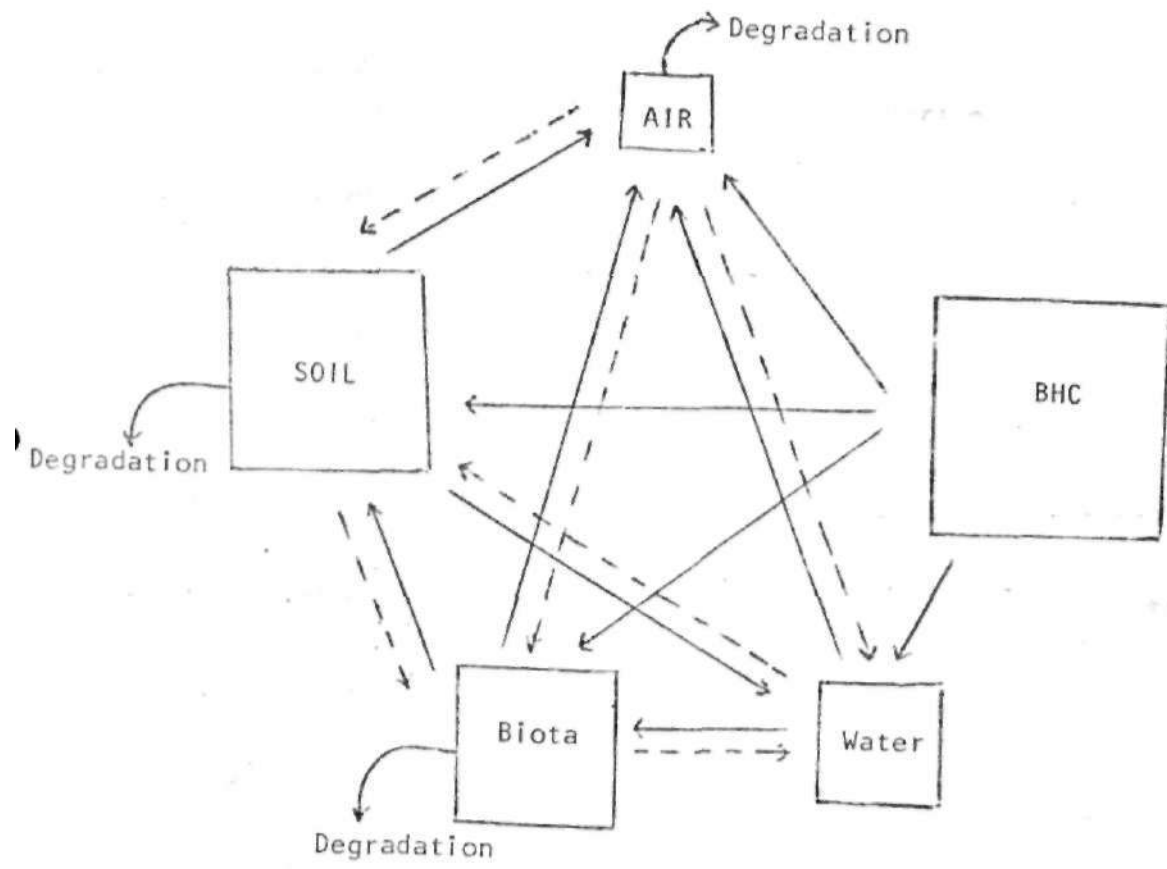 Degradation
AIR
SOIL
BHC
Degradation
Biota
Water
Degradation